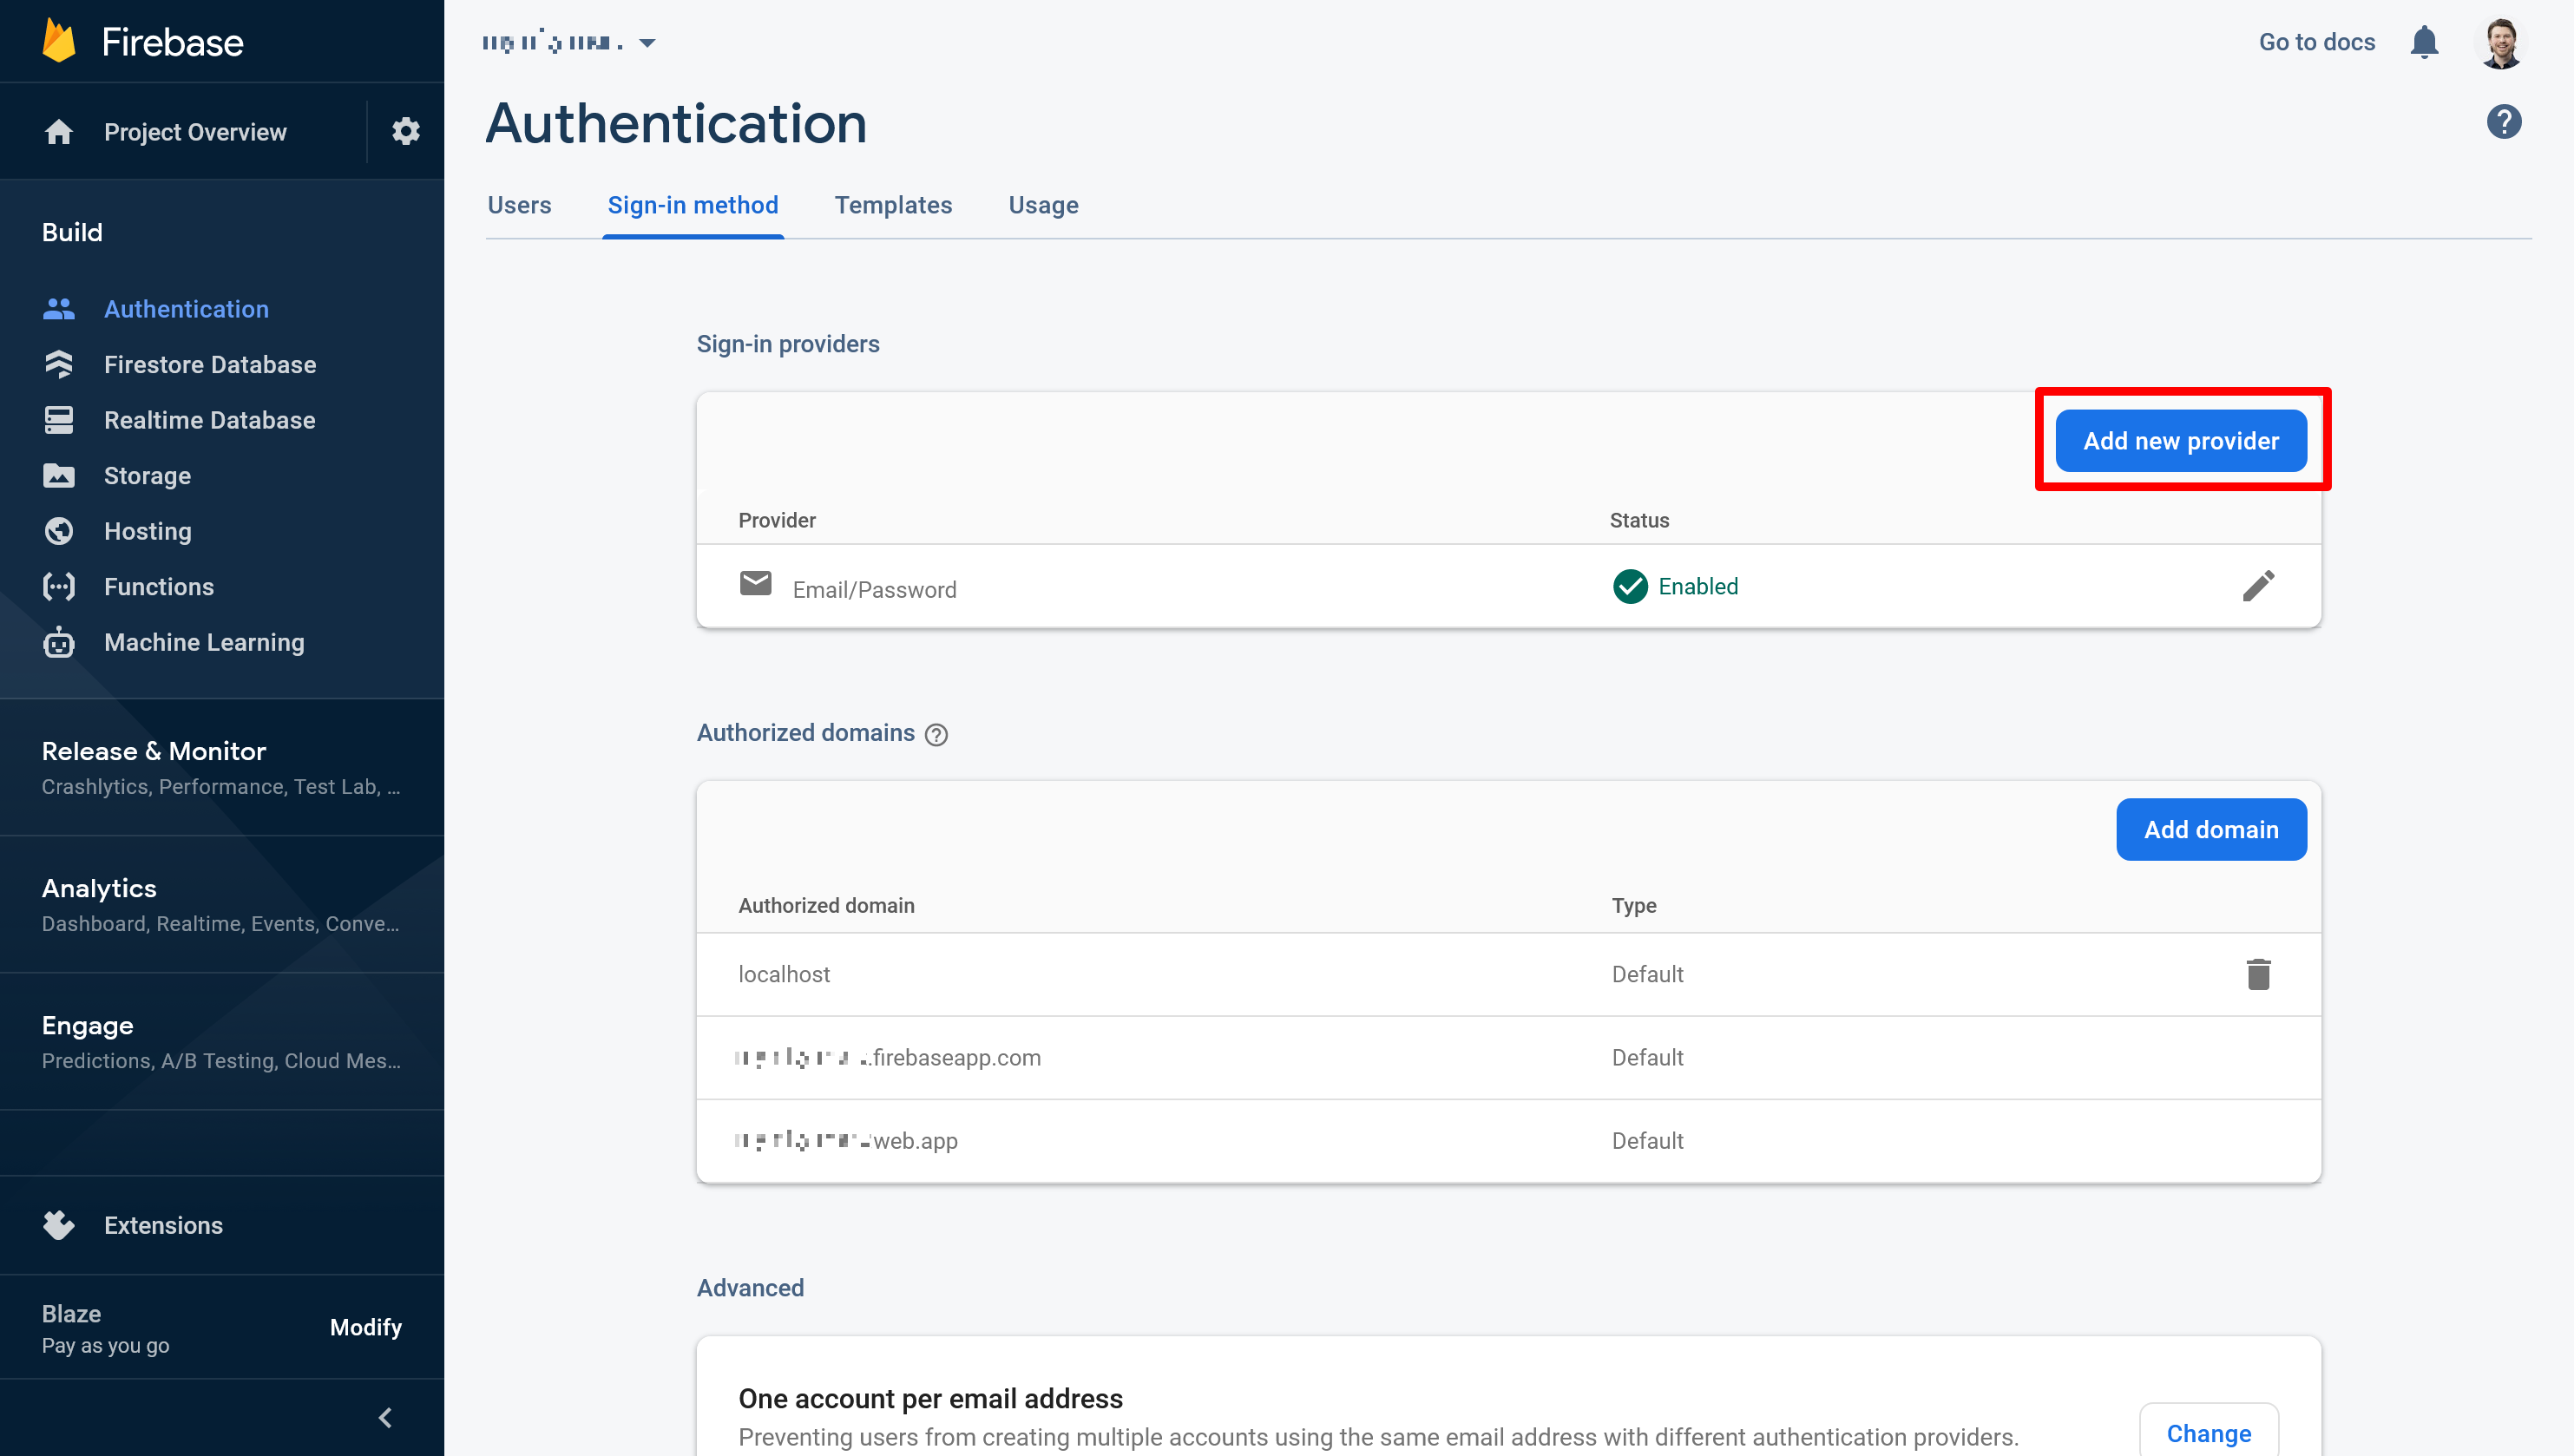 Firebase
Go to docs
Project Overview
Authentication
Users
Sign-in method
Templates
Usage
Build
Authentication
Firestore Database
Realtime Database
Storage
Hosting
Functions
Machine Learning
Release & Monitor
Crashlytics, Performance, Test Lab, ...
Analytics
Dashboard, Realtime, Events, Conve...
Engage
Predictions, A/B Testing, Cloud Mes...
Extensions
Blaze
Pay as you go
Modify
Sign-in providers
Add new provider
Provider Status
Email/Password Enabled
Authorized domains
Add domain
Authorized domain Type
localhost Default
.firebaseapp.com Default
web.app Default
Advanced
One account per email address
Preventing users from creating multiple accounts using the same email address with different authentication providers.
Change